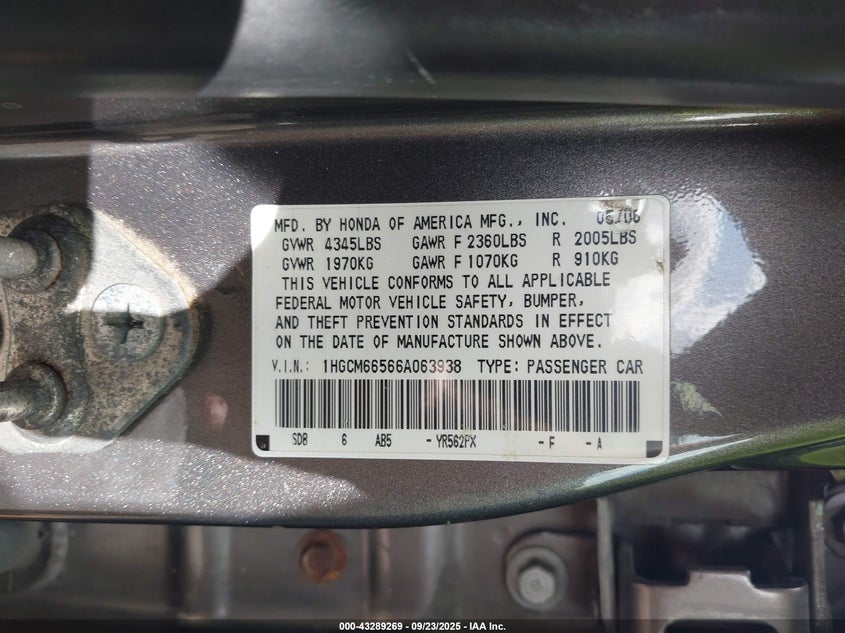 MFD. BY HONDA OF AMERICA MFG., INC. 06/06
GVWR 4345LBS GAWR F 2360LBS R 2005LBS
GVWR 1970KG GAWR F 1070KG R 910KG
THIS VEHICLE CONFORMS TO ALL APPLICABLE
FEDERAL MOTOR VEHICLE SAFETY, BUMPER,
AND THEFT PREVENTION STANDARDS IN EFFECT
ON THE DATE OF MANUFACTURE SHOWN ABOVE.
V.I.N.: 1HGCM66566A063938 TYPE: PASSENGER CAR
SDB 6 AB5 - YR562PX - F - A
000-43289269 - 09/23/2025 - IAA Inc.